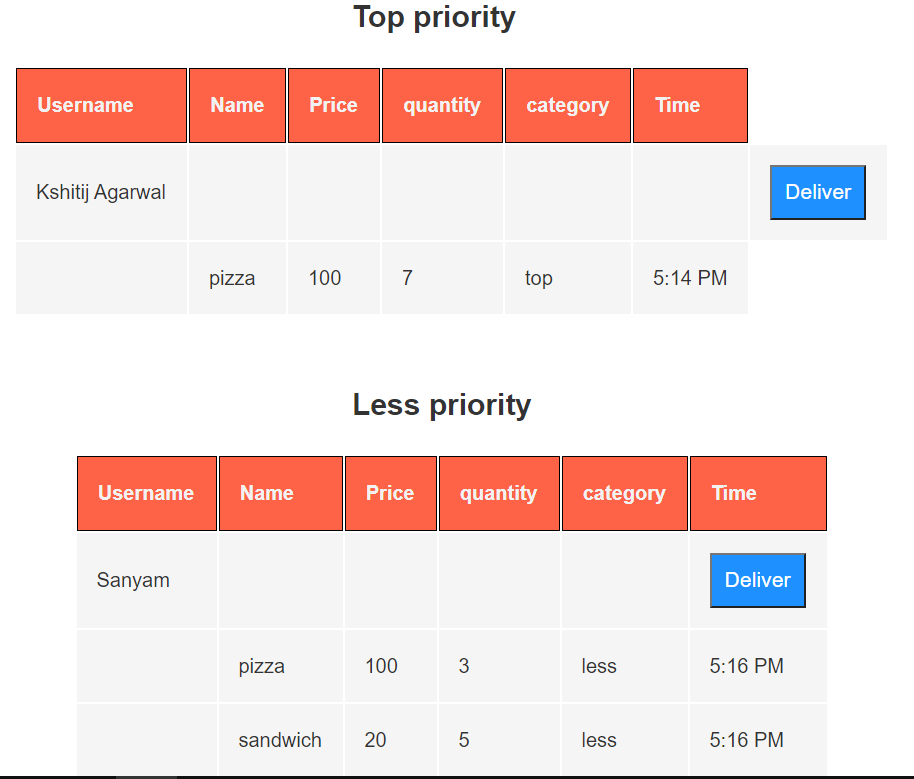 Top priority
Username Name Price quantity category Time
Kshitij Agarwal Deliver
pizza 100 7 top 5:14 PM
Less priority
Username Name Price quantity category Time
Sanyam Deliver
pizza 100 3 less 5:16 PM
sandwich 20 5 less 5:16 PM